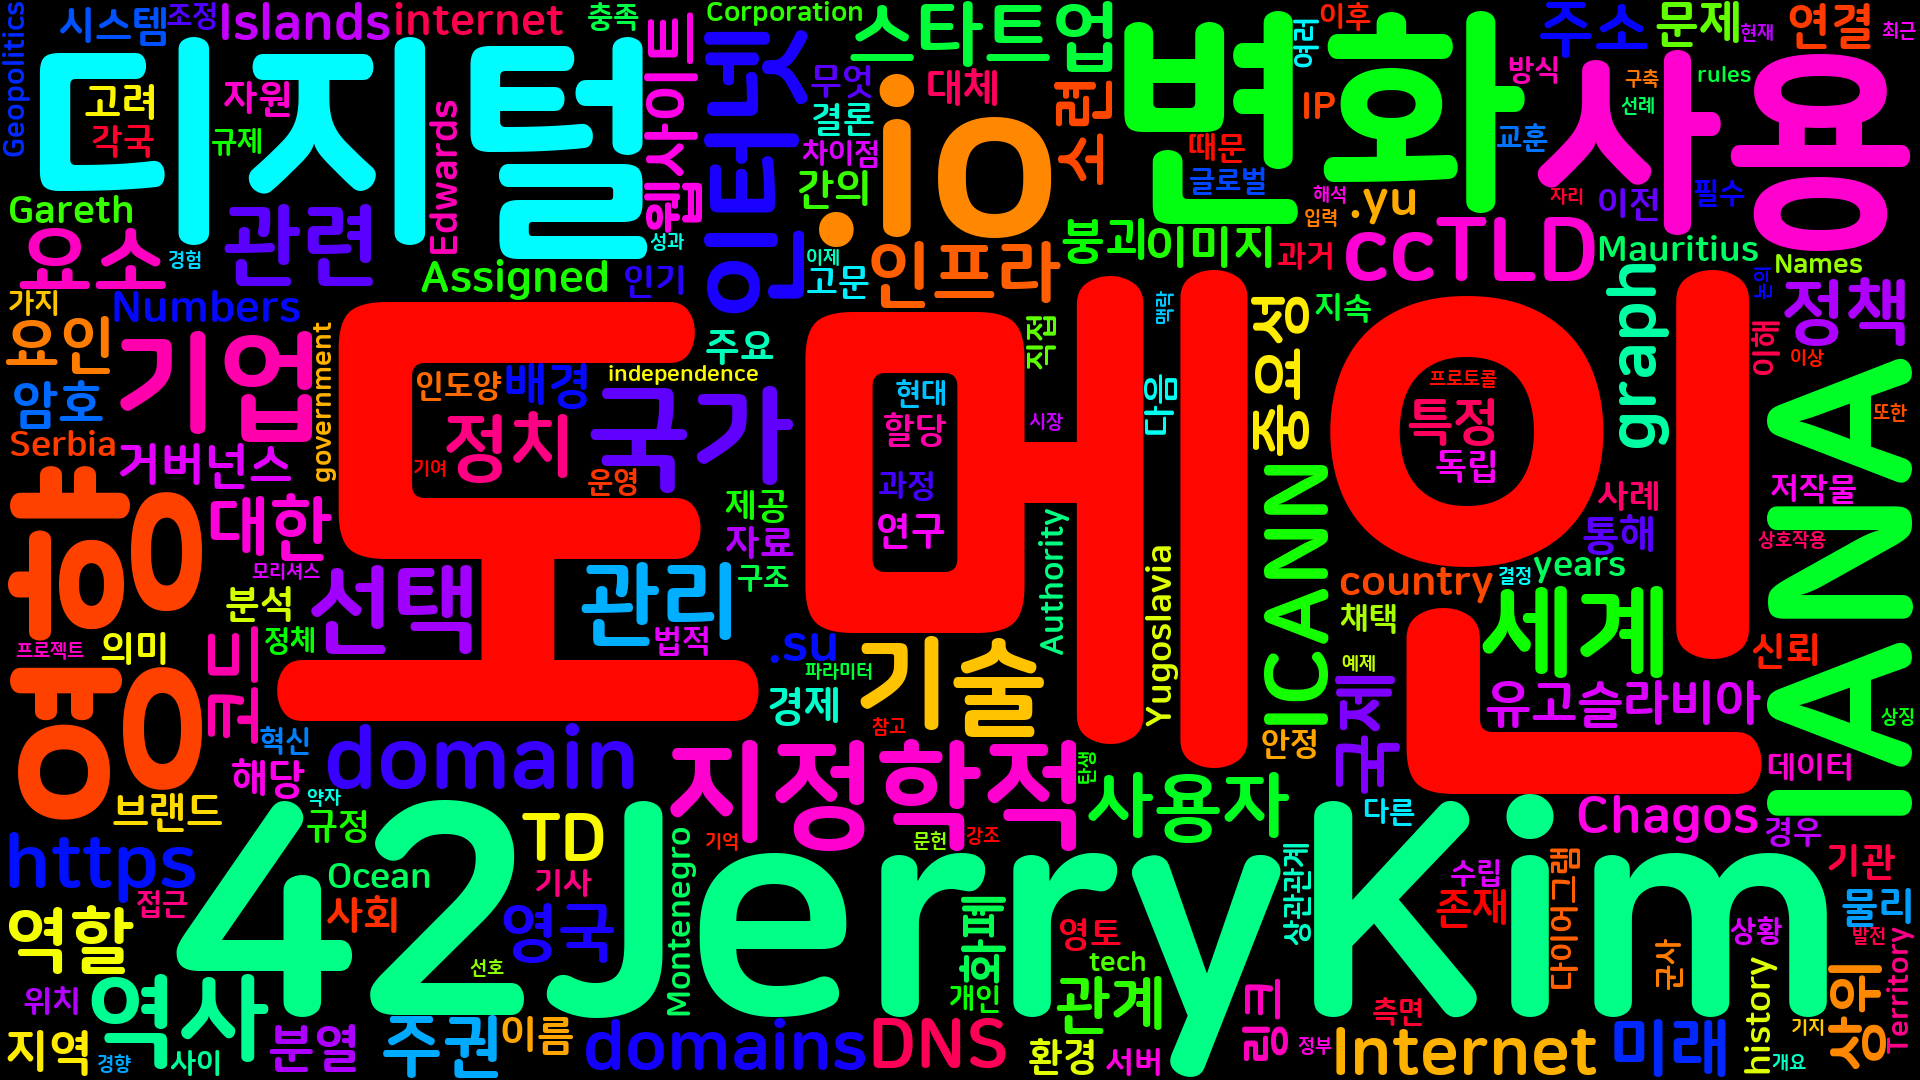 Geopolitics
시스템
조정
Islands
internet
충족
Corporation
스타트업
여러
이후
주소
문제
현재
연결
최근
디지털
고려
각국
자원
규제
Edwards
웹사이트
인터넷
무엇
결론
차이점
간의
.io
대체
소련
변화
IP
때문
글로벌
방식
교훈
사용
구축
선례
rules
해석
입력
자리
이전
필수
Gareth
요소
경험
관련
성과
Assigned
인기
이제
고문
인프라
붕괴
이미지
과거
.yu
ccTLD
Mauritius
Names
논의
가지
Numbers
요인
기업
암호
Serbia
거버넌스
government
도메인
주요
independence
인도양
배경
국가
정치
기여
운영
현대
할당
과정
연구
직접
시장
다음
맥락
중요성
지속
프로토콜
특정
독립
graph
이해
정책
이상
또한
IANA
저작물
상호작용
사례
통해
향
영향
대한
모리셔스
분석
정체
선택
관리
법적
제공
자료
구조
Authority
Yugoslavia
ICANN
country
결정
years
채택
세계
신뢰
프로젝트
의미
쿼리
.su
파라미터
경제
기술
참고
예제
국제
유고슬라비아
상징
혁신
해당
domain
안정
데이터
브랜드
약자
규정
지정학적
탄생
사용자
다른
Chagos
경우
기관
https
42JerryKim
TD
Montenegro
기억
문헌
강조
접근
Ocean
기사
사회
영국
화폐
영토
상관관계
수립
존재
다이어그램
상황
물리
발전
역할
선호
tech
개인
관계
링크
군사
history
상위
Territory
위치
역사
측면
지역
경향
사이
분열
주권
이름
domains
DNS
환경
서버
정부
Internet
미래
기지
개요